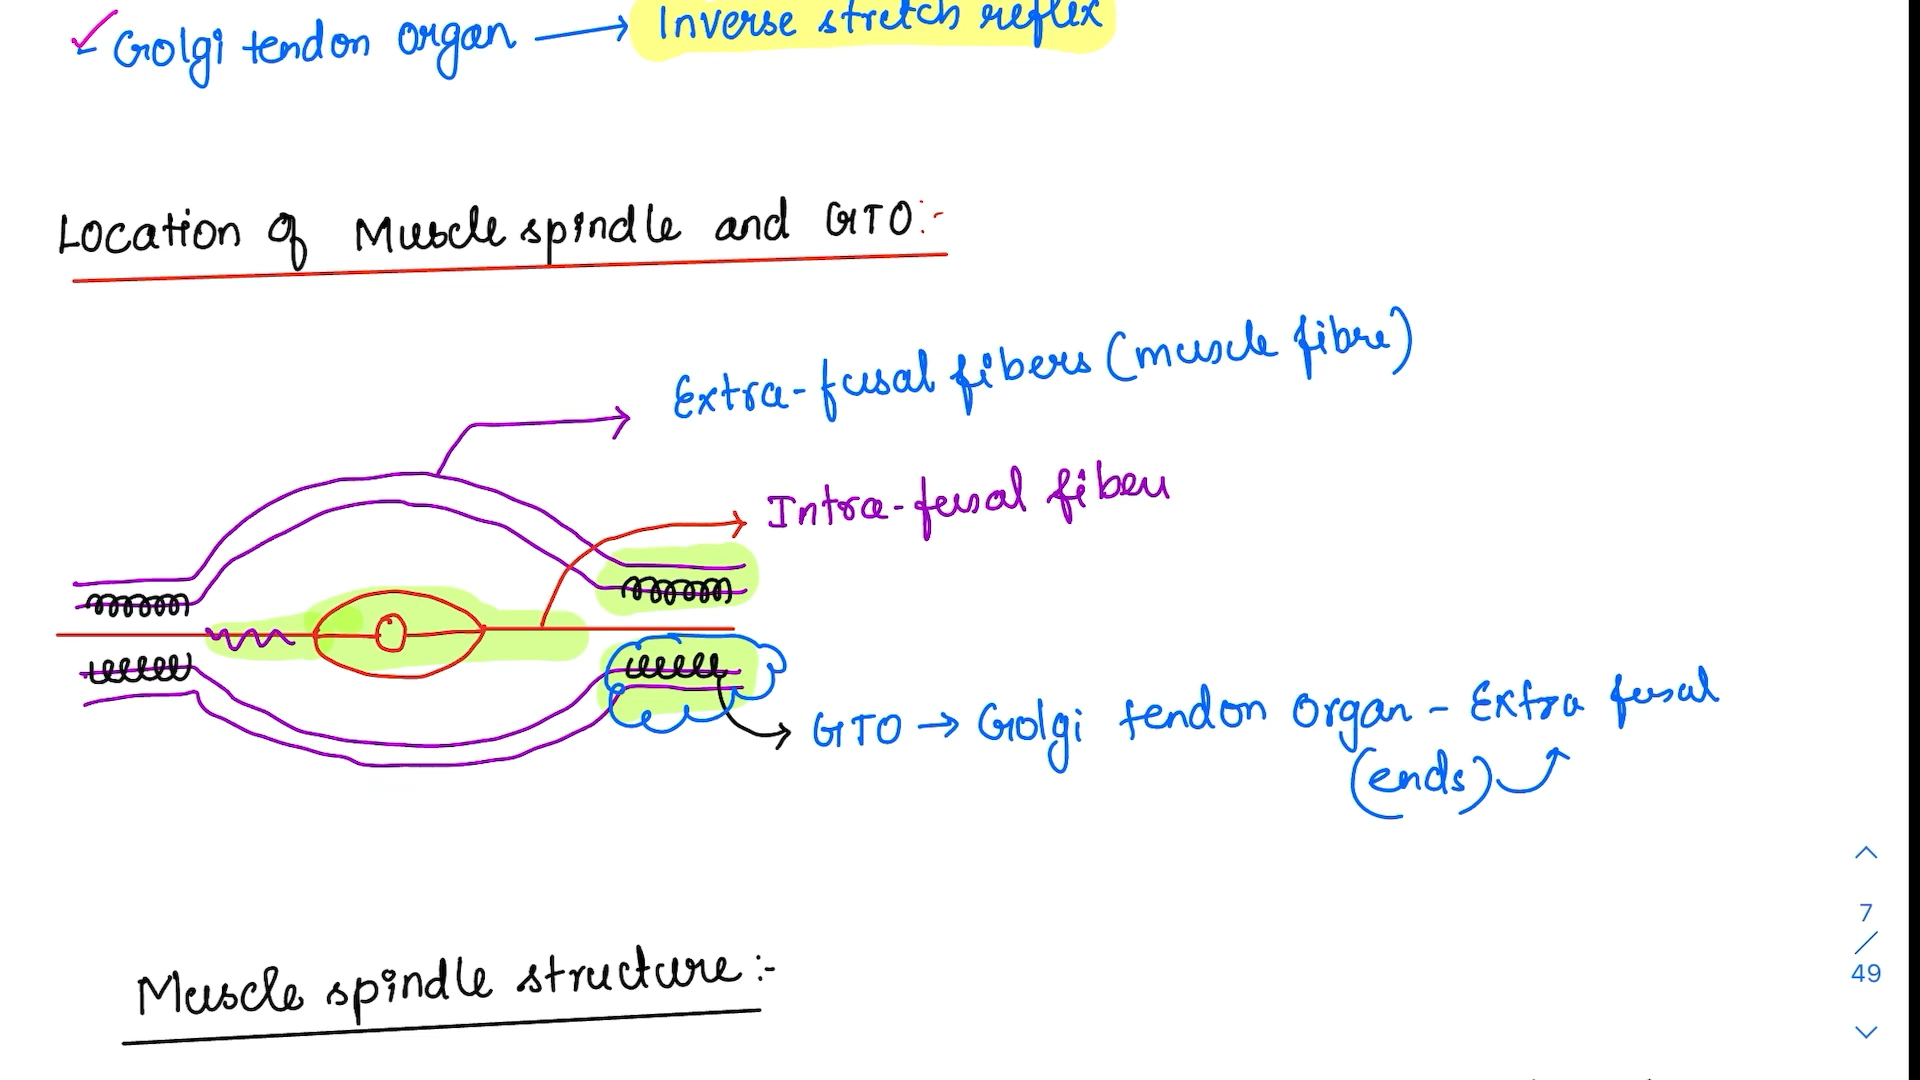 Golgi tendon organ → Inverse stretch reflex
Location of Muscle spindle and GTO:-
Extra-fusal fibers (muscle fibre)
Intra-fusal fiber
GTO → Golgi tendon organ - Extra fusal
(ends)
Muscle spindle structure:-
7
/
49